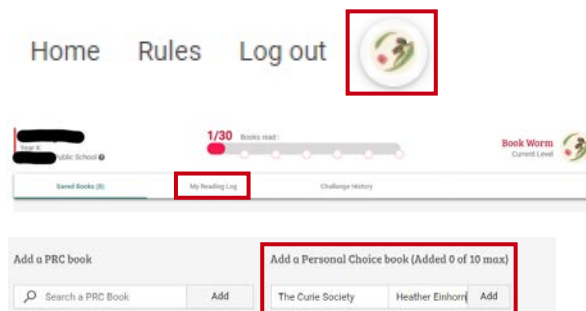 Home Rules Log out
1/30 Books read :
Year K
Public School
Book Worm
Current Level
Saved Books (8) My Reading Log Challenge History
Add a PRC book Add a Personal Choice book (Added 0 of 10 max)
Search a PRC Book Add The Curie Society Heather Einhorn Add